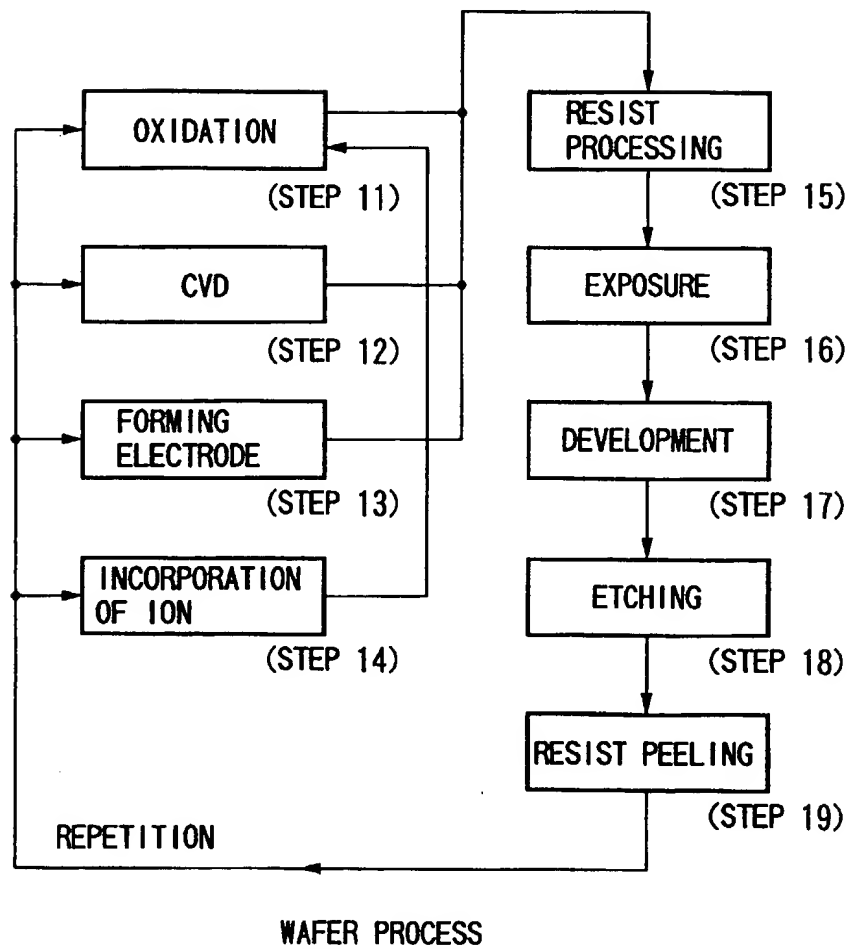 OXIDATION
(STEP 11)
CVD
(STEP 12)
FORMING
ELECTRODE
(STEP 13)
INCORPORATION
OF ION
(STEP 14)
RESIST
PROCESSING
(STEP 15)
EXPOSURE
(STEP 16)
DEVELOPMENT
(STEP 17)
ETCHING
(STEP 18)
RESIST PEELING
(STEP 19)
REPETITION
WAFER PROCESS